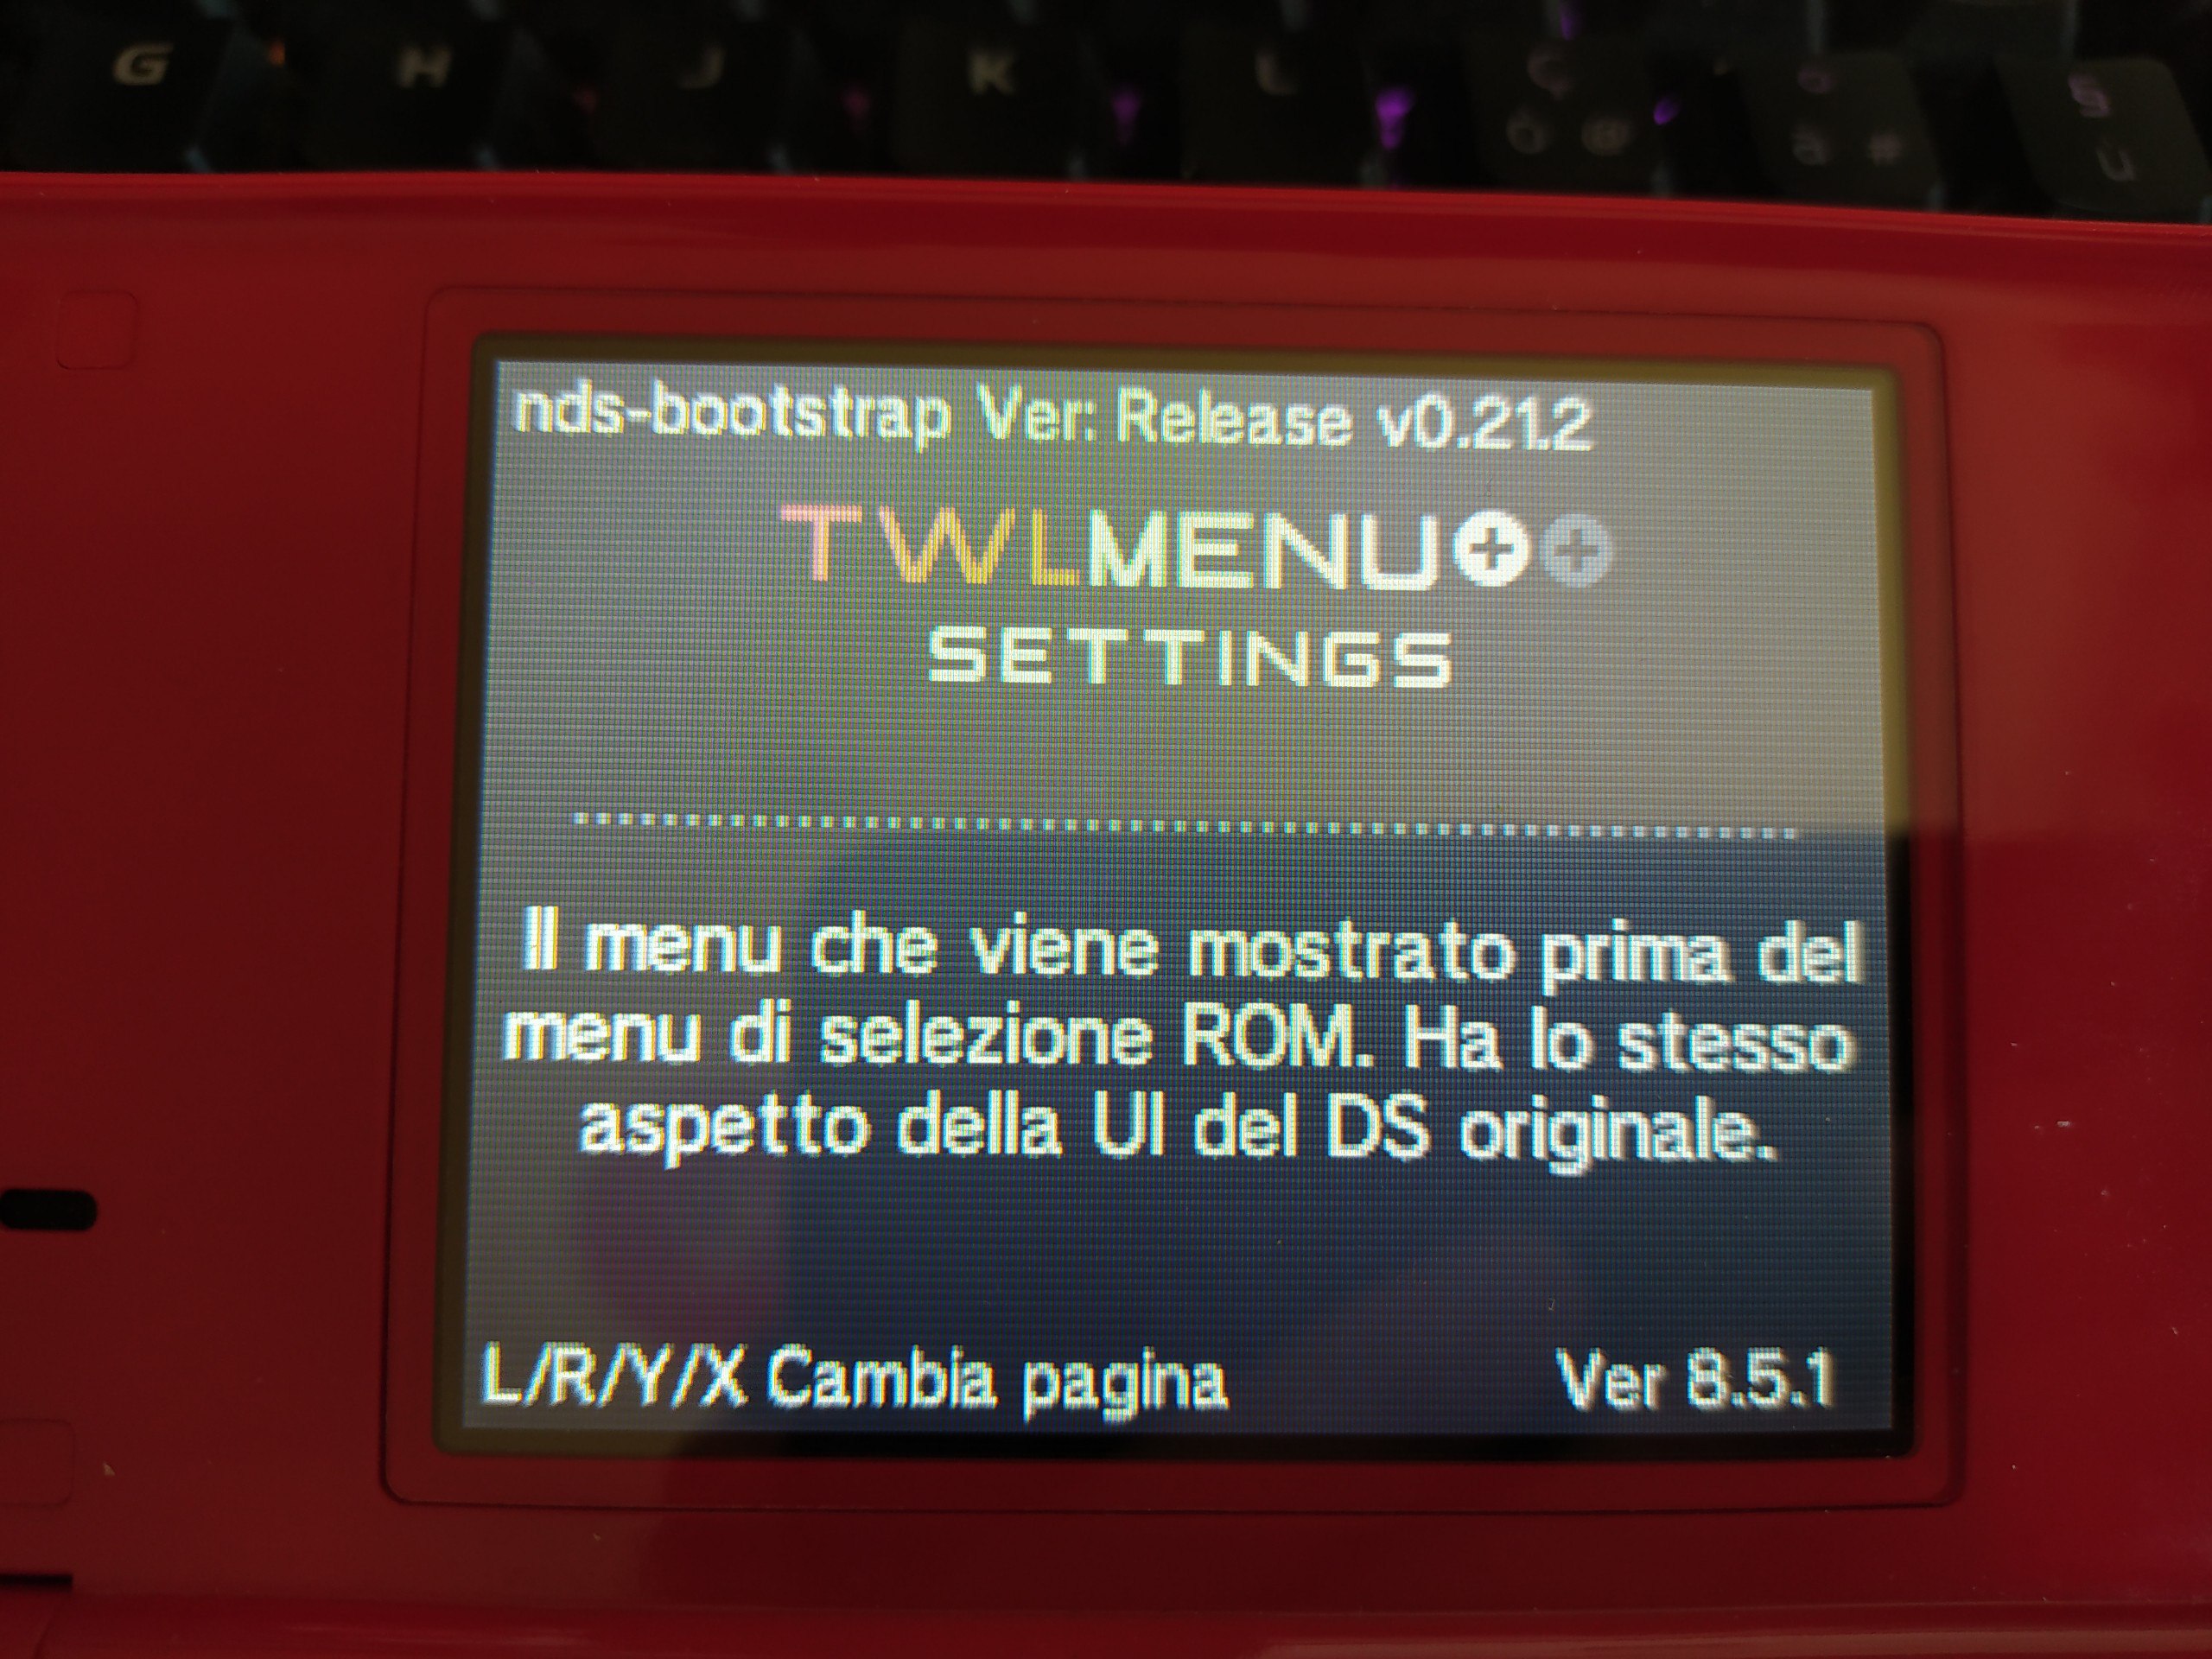 G H J K L
ò @ à # ù
nds-bootstrap Ver: Release v0.21.2
TWLMENU++
SETTINGS
Il menu che viene mostrato prima del
menu di selezione ROM. Ha lo stesso
aspetto della UI del DS originale.
L/R/Y/X Cambia pagina
Ver 8.5.1